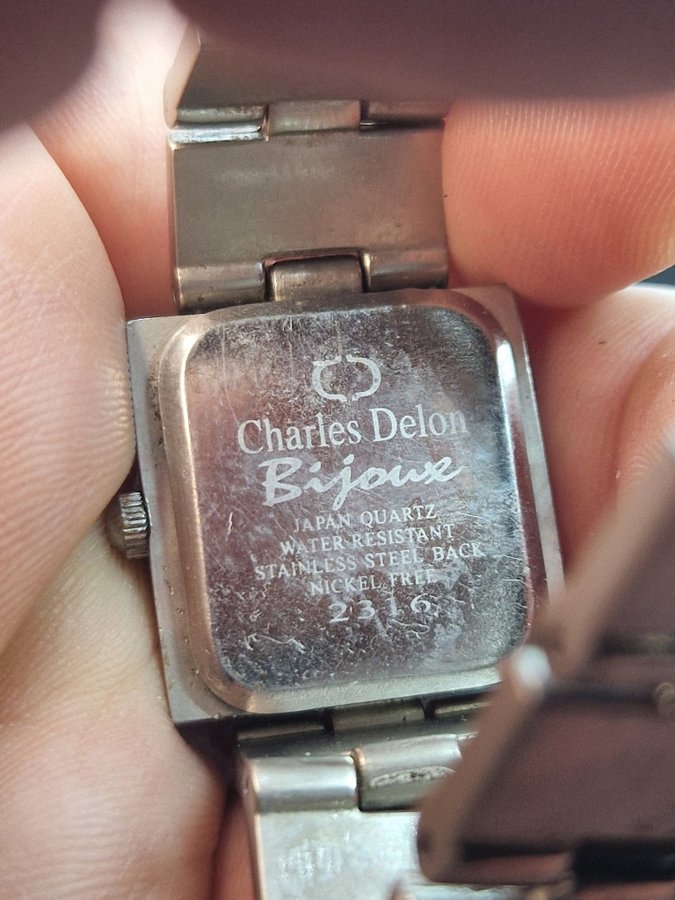 Charles Delon
Bijoux
JAPAN QUARTZ
WATER RESISTANT
STAINLESS STEEL BACK
NICKEL FREE
2316